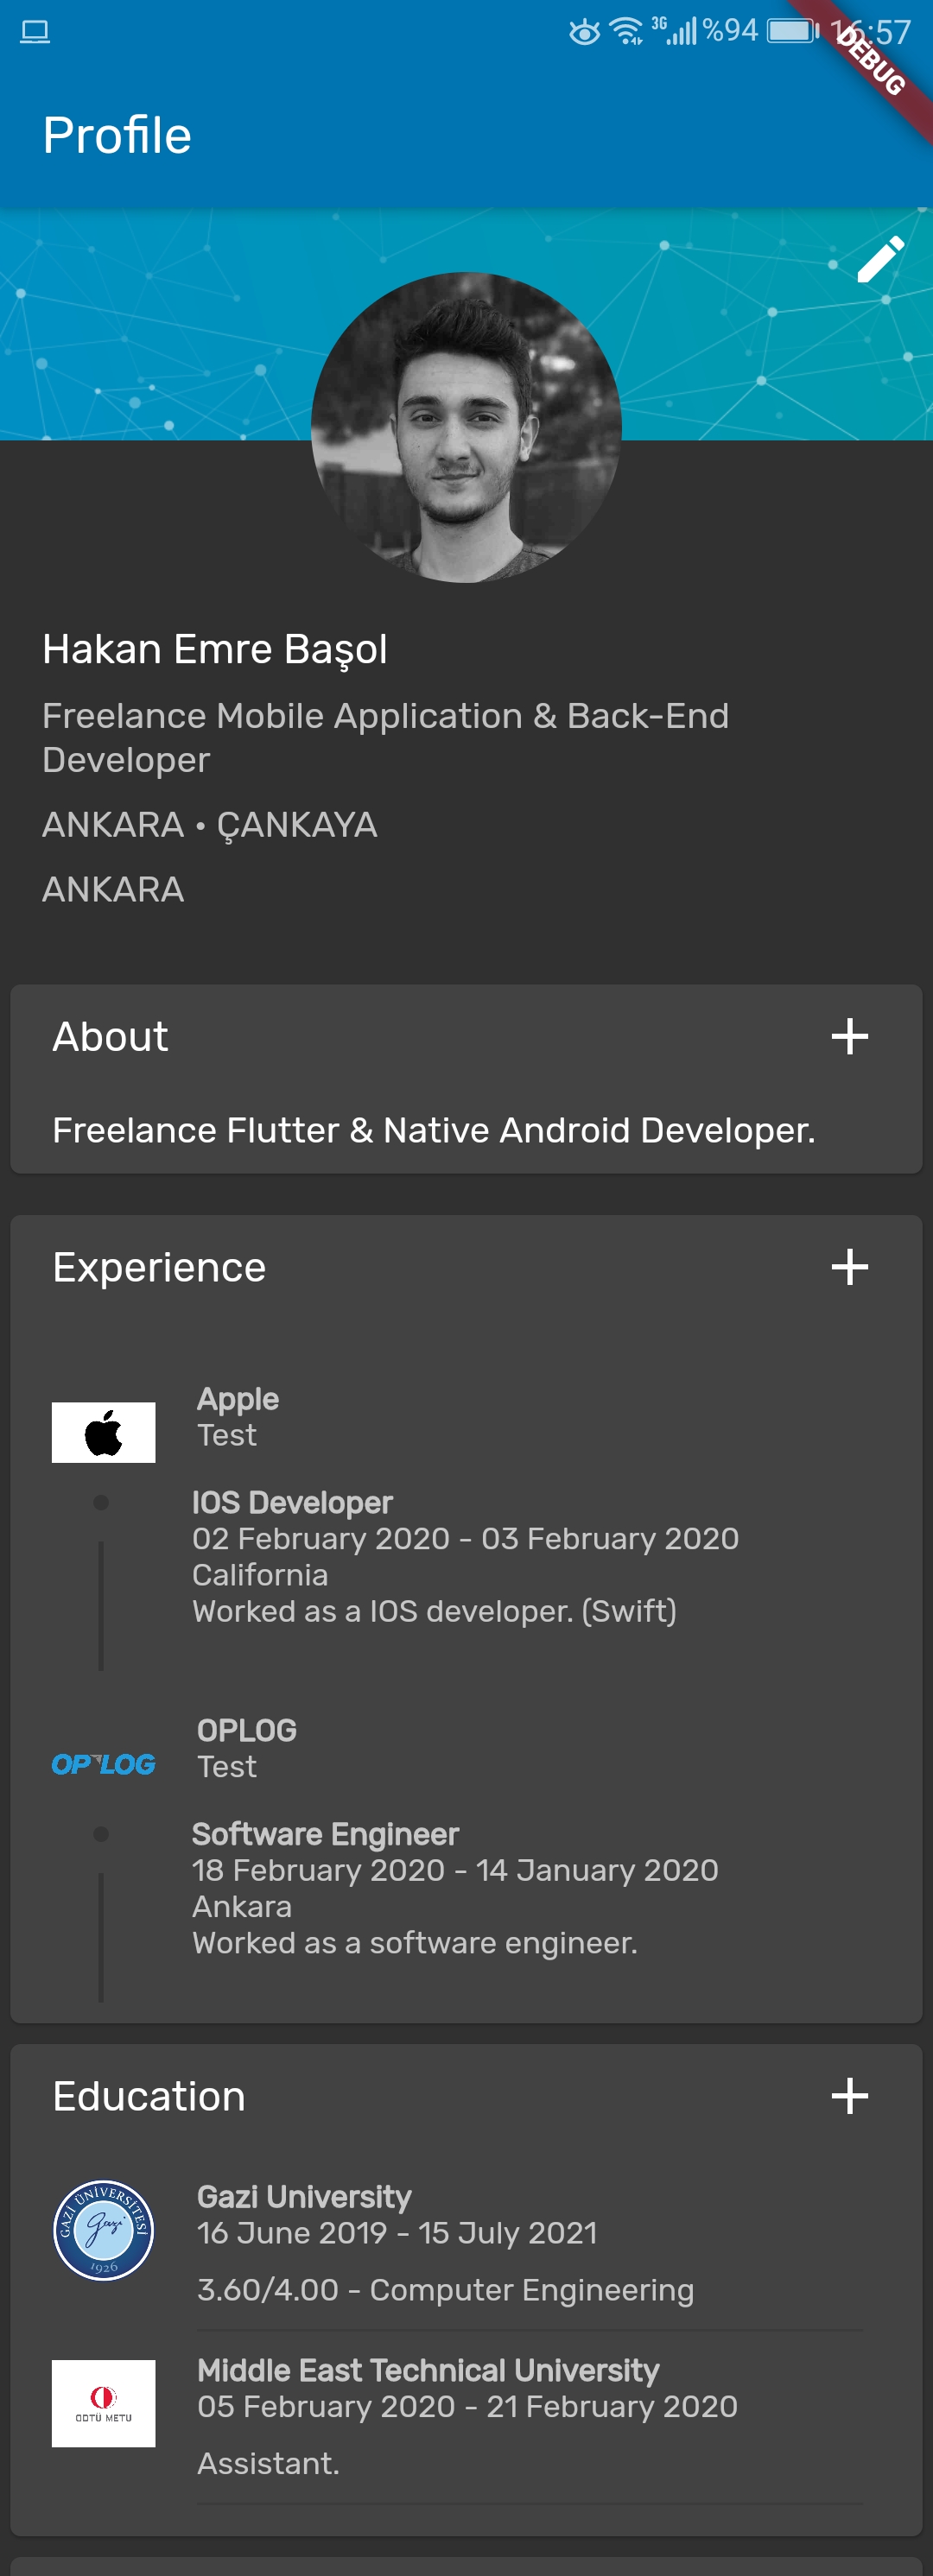 3G %94 16:57
DEBUG
Profile
Hakan Emre Başol
Freelance Mobile Application & Back-End
Developer
ANKARA • ÇANKAYA
ANKARA
About
Freelance Flutter & Native Android Developer.
Experience
Apple
Test
IOS Developer
02 February 2020 - 03 February 2020
California
Worked as a IOS developer. (Swift)
OPLOG
OPLOG
Test
Software Engineer
18 February 2020 - 14 January 2020
Ankara
Worked as a software engineer.
Education
GAZİ ÜNİVERSİTESİ
Gazi
1926
Gazi University
16 June 2019 - 15 July 2021
3.60/4.00 - Computer Engineering
ODTÜ METU
Middle East Technical University
05 February 2020 - 21 February 2020
Assistant.